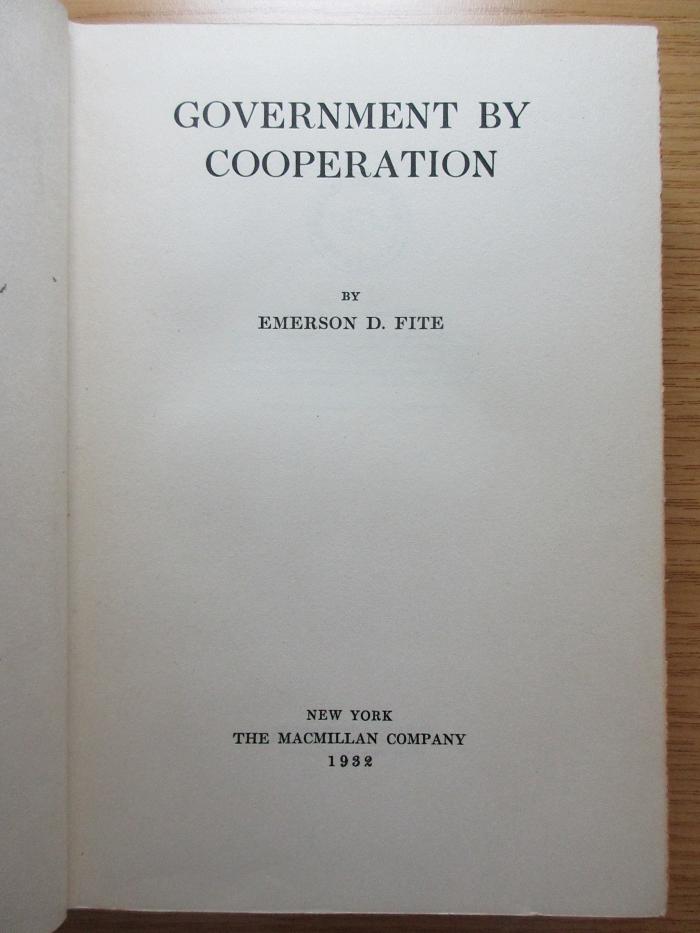 GOVERNMENT BY
COOPERATION
BY
EMERSON D. FITE
NEW YORK
THE MACMILLAN COMPANY
1932